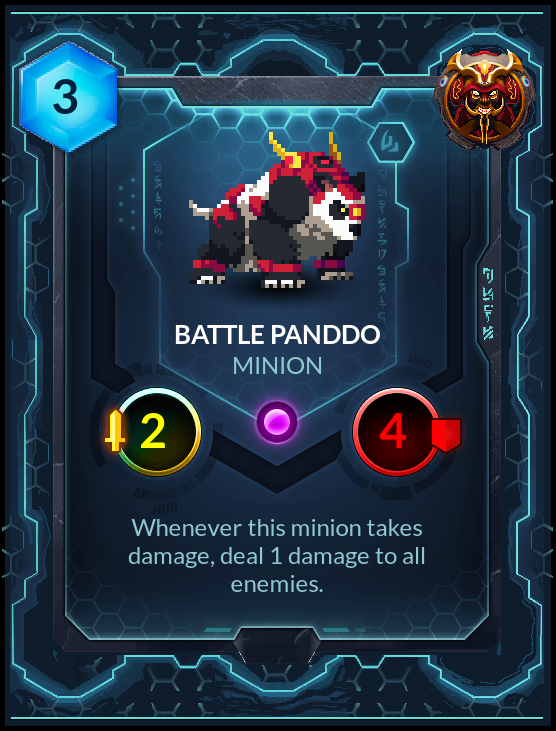 3
BATTLE PANDDO
MINION
2
4
Whenever this minion takes
damage, deal 1 damage to all
enemies.